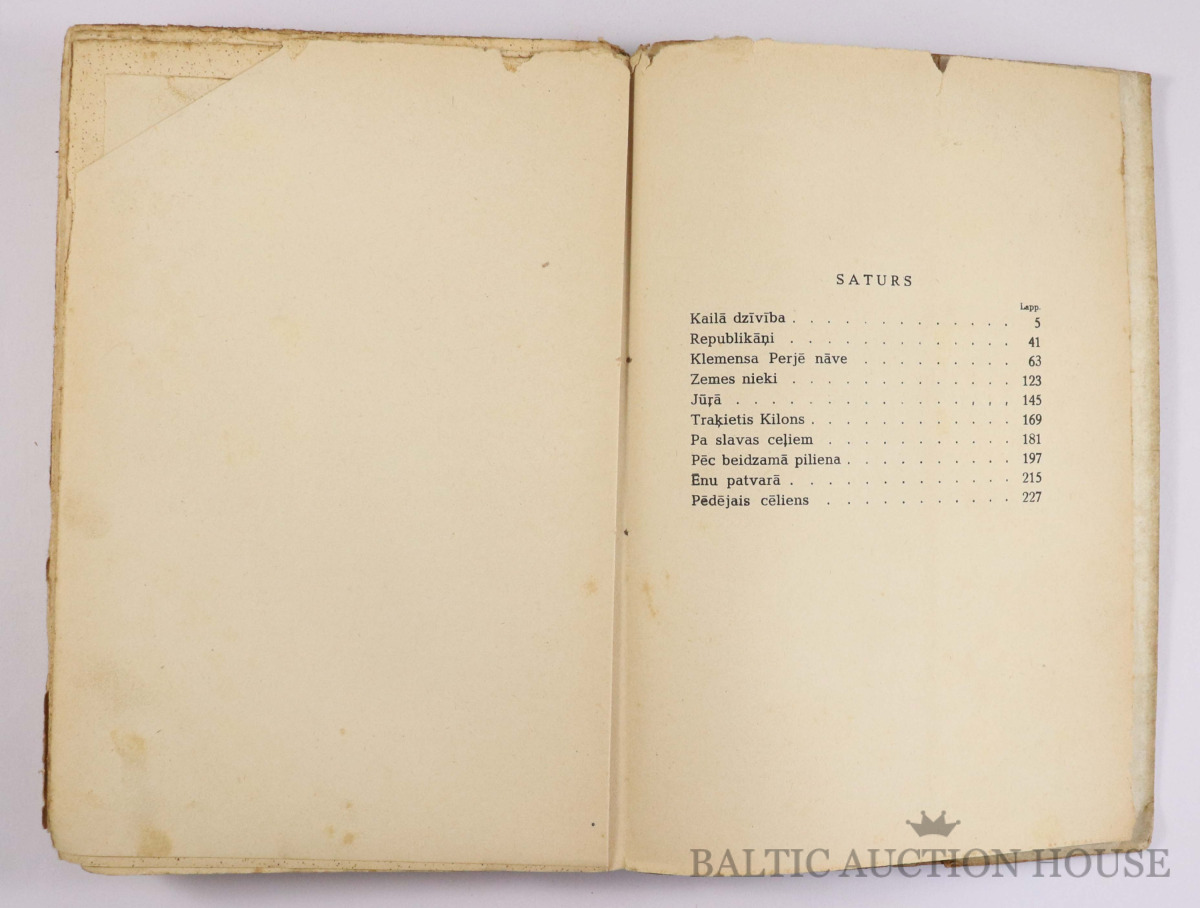 SATURS
Lapp.
Kailā dzīvība . . . . . . . . . . . . . 5
Republikāņi . . . . . . . . . . . . . 41
Klemensa Perjē nāve . . . . . . . . . 63
Zemes nieki . . . . . . . . . . . . . 123
Jūŗā . . . . . . . . . . . . . . . . 145
Traķietis Kilons . . . . . . . . . . . . 169
Pa slavas ceļiem . . . . . . . . . . . 181
Pēc beidzamā piliena . . . . . . . . . . 197
Ēnu patvarā . . . . . . . . . . . . . 215
Pēdējais cēliens . . . . . . . . . . . 227
BALTIC AUCTION HOUSE